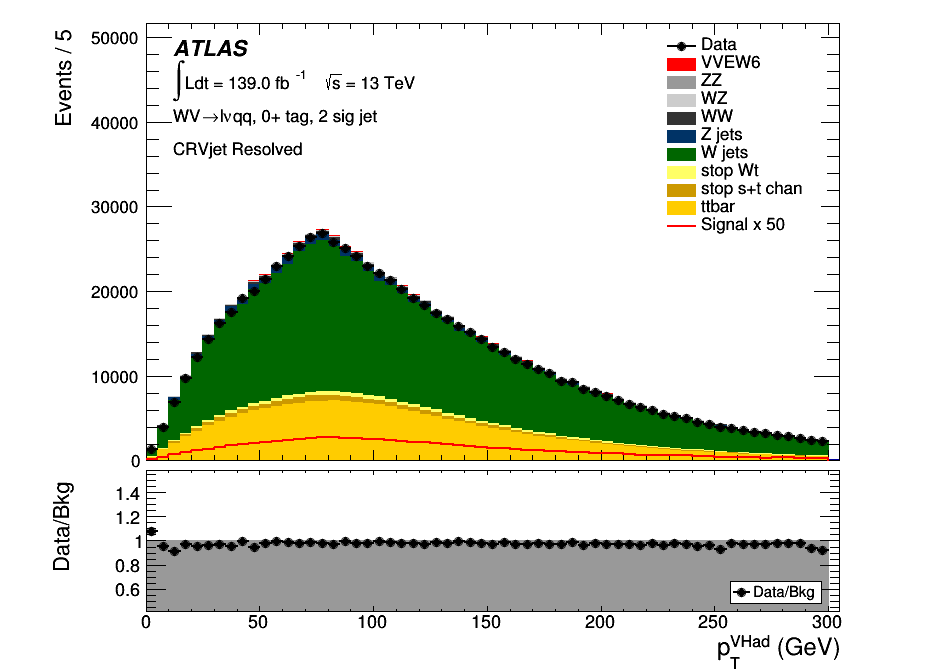 Events / 5
50000
40000
30000
20000
10000
0
ATLAS
∫Ldt = 139.0 fb⁻¹ √s = 13 TeV
WV→lνqq, 0+ tag, 2 sig jet
CRVjet Resolved
Data
VVEW6
ZZ
WZ
WW
Z jets
W jets
stop Wt
stop s+t chan
ttbar
Signal x 50
Data/Bkg
1.4
1.2
1
0.8
0.6
Data/Bkg
0 50 100 150 200 250 300
p_T^VHad (GeV)